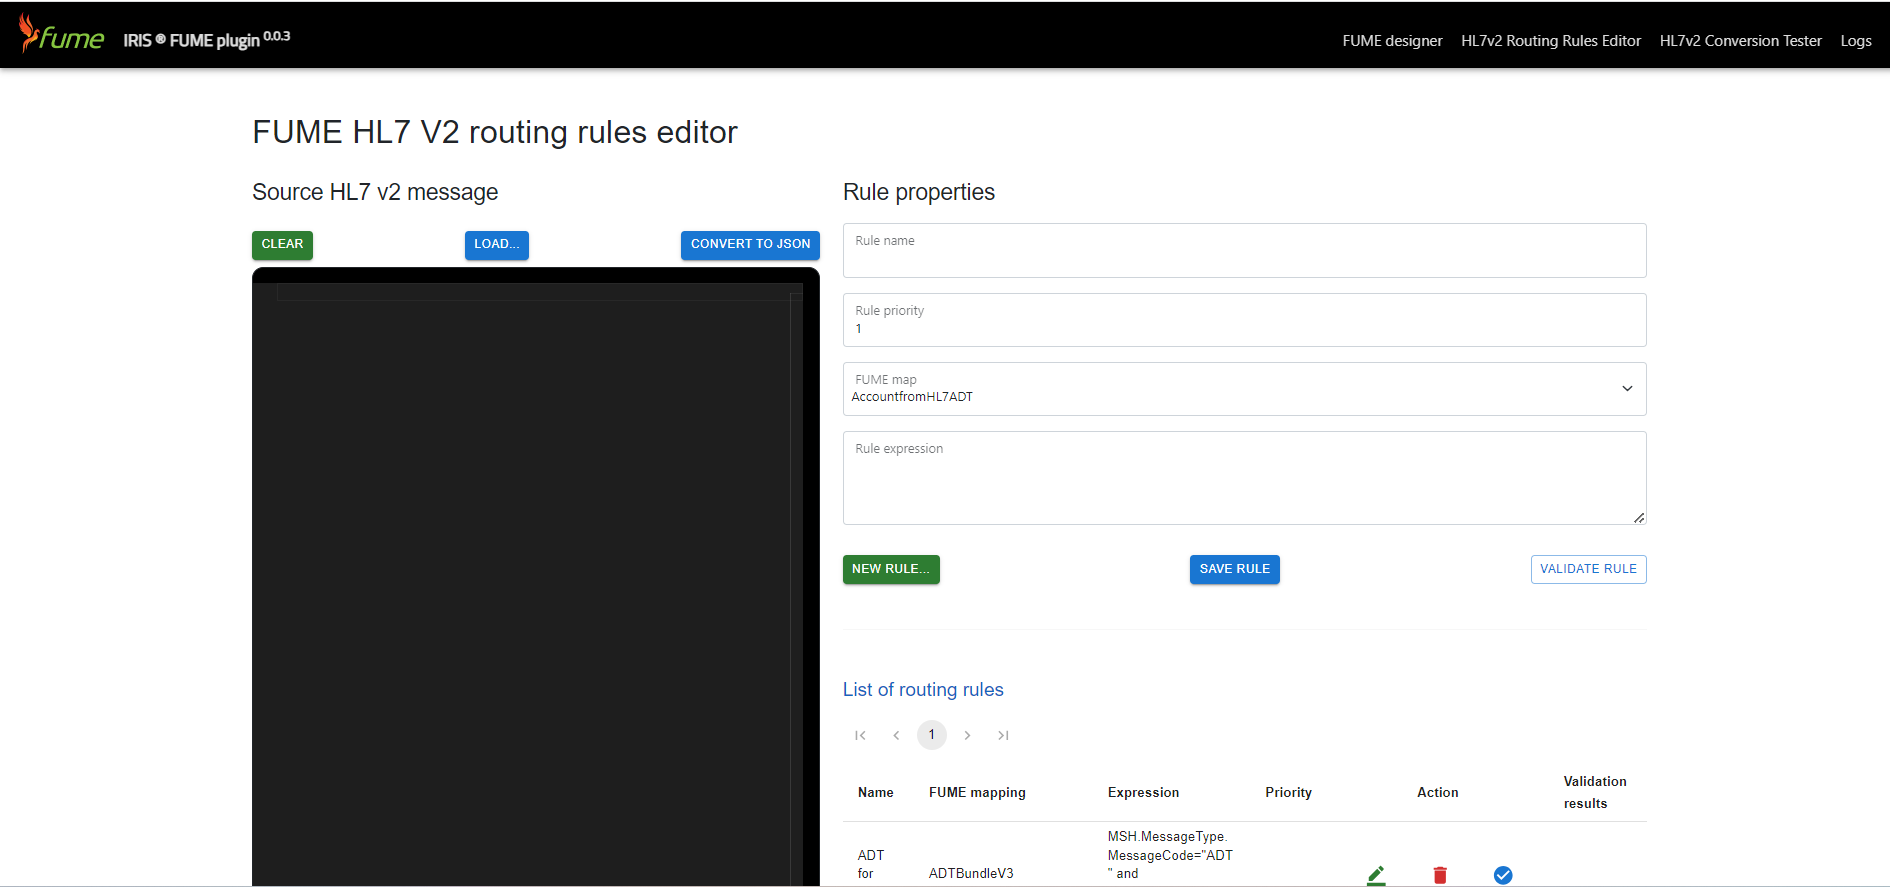 fume
IRIS ® FUME plugin 0.0.3
FUME designer
HL7v2 Routing Rules Editor
HL7v2 Conversion Tester
Logs
FUME HL7 V2 routing rules editor
Source HL7 v2 message
CLEAR
LOAD...
CONVERT TO JSON
Rule properties
Rule name
Rule priority
1
FUME map
AccountfromHL7ADT
Rule expression
NEW RULE...
SAVE RULE
VALIDATE RULE
List of routing rules
1
Name
FUME mapping
Expression
Priority
Action
Validation
results
ADT
for
ADTBundleV3
MSH.MessageType.
MessageCode="ADT
" and